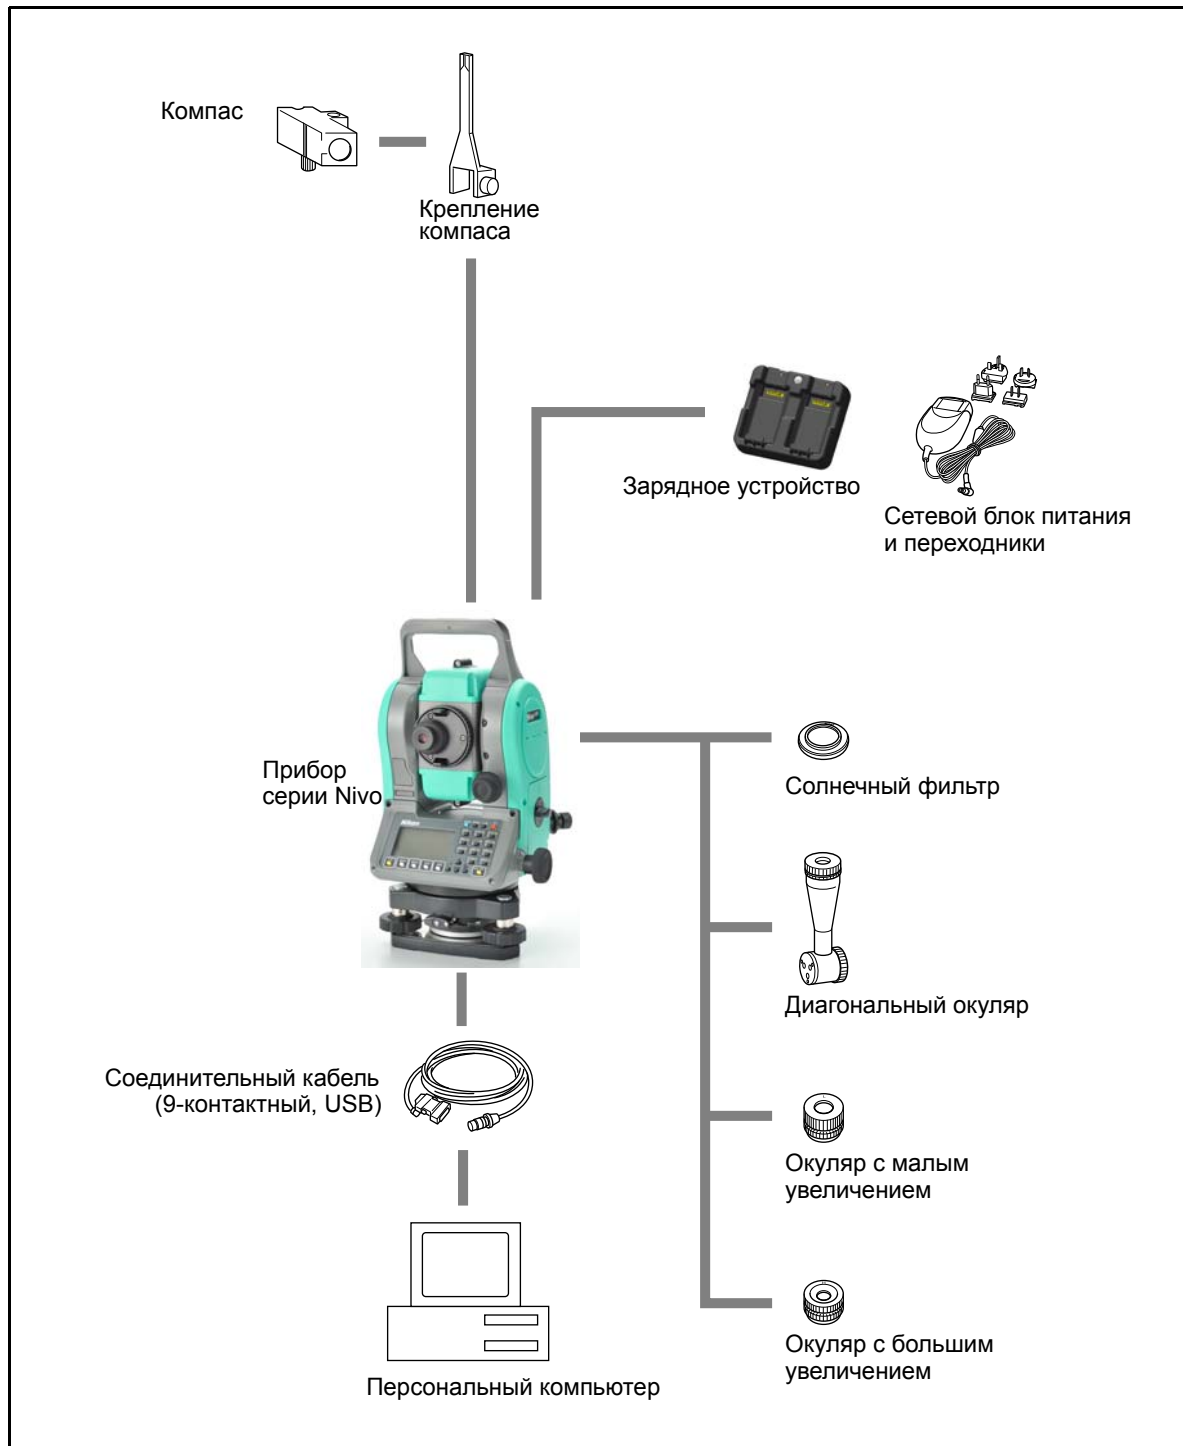 Компас
Крепление
компаса
Зарядное устройство
Сетевой блок питания
и переходники
Прибор
серии Nivo
Nikon
Солнечный фильтр
Диагональный окуляр
Соединительный кабель
(9-контактный, USB)
Окуляр с малым
увеличением
Окуляр с большим
увеличением
Персональный компьютер